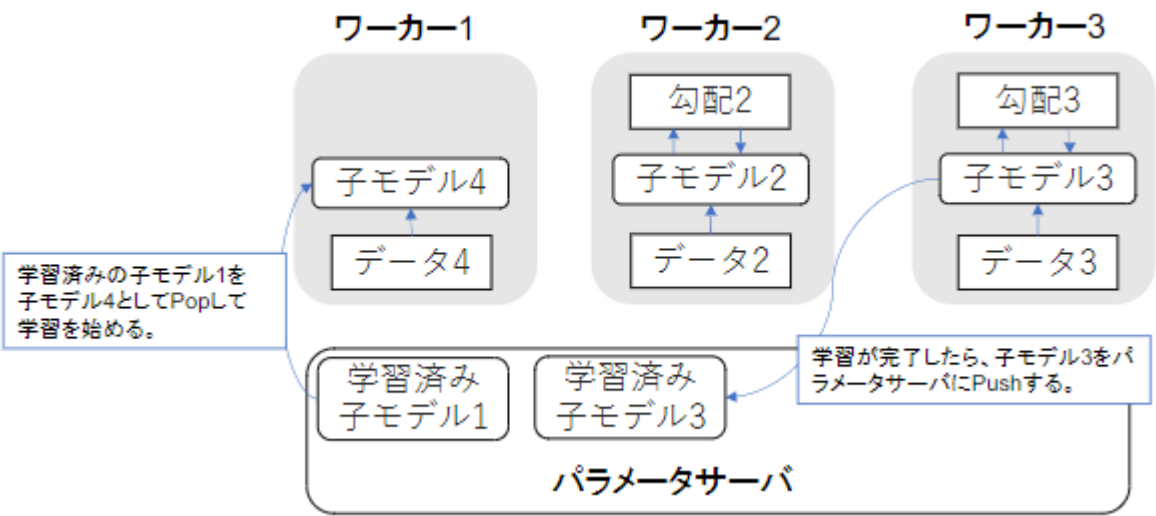 ワーカー1
ワーカー2
ワーカー3
勾配2
勾配3
子モデル4
子モデル2
子モデル3
データ4
データ2
データ3
学習済みの子モデル1を
子モデル4としてPopして
学習を始める。
学習が完了したら、子モデル3をパ
ラメータサーバにPushする。
学習済み
子モデル1
学習済み
子モデル3
パラメータサーバ